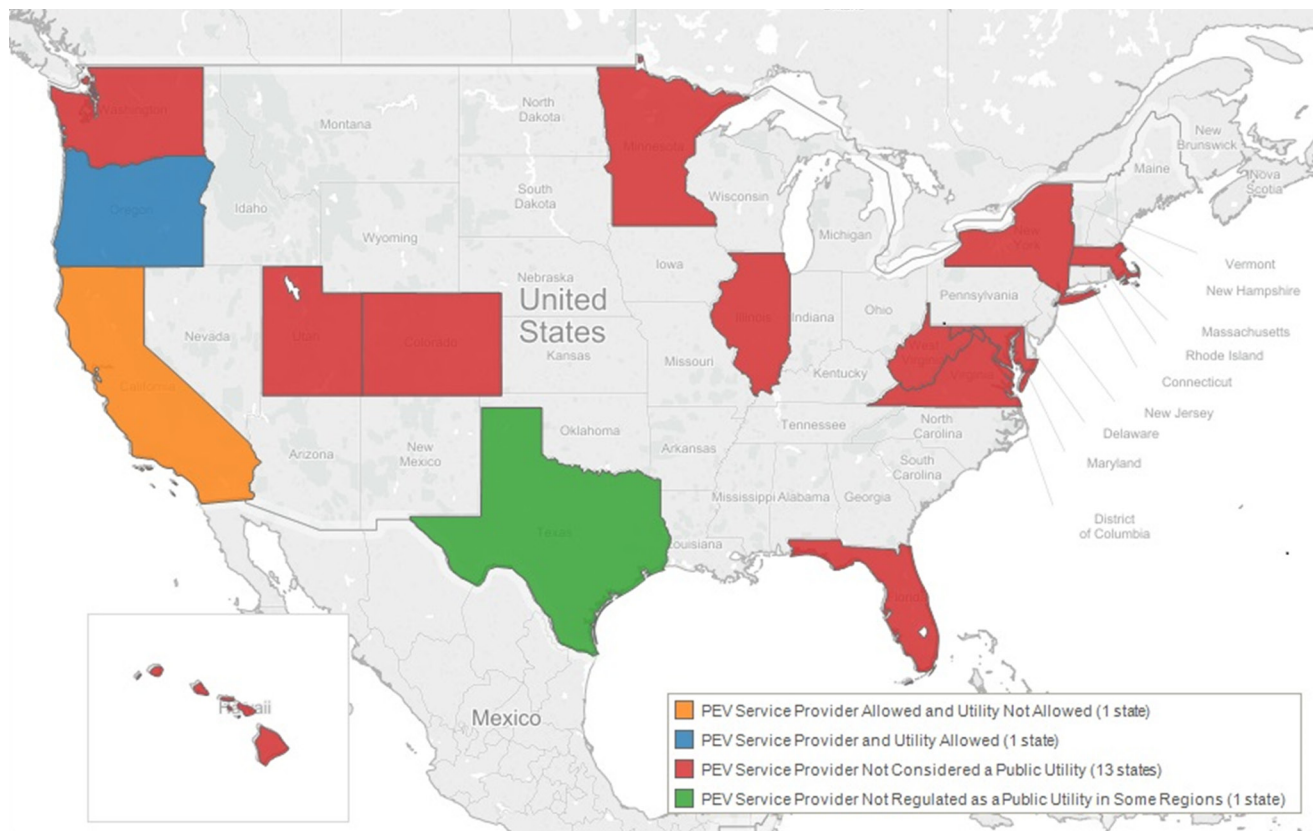 New
Brunswick
Washington
North
Dakota
Montana
Minnesota
Maine
Nova
Scotia
South
Dakota
Wisconsin
Oregon
Idaho
Michigan
New
York
Wyoming
Vermont
Iowa
Nebraska
New Hampshire
United
States
Pennsylvania
Massachusetts
Nevada
Utah
Colorado
Illinois
Indiana
Ohio
Rhode Island
Kansas
Missouri
West
Virginia
Virginia
Kentucky
Connecticut
California
New Jersey
Oklahoma
Tennessee
North
Carolina
Delaware
Arizona
New
Mexico
Arkansas
Maryland
South
Carolina
Mississippi
Alabama
Georgia
District
of Columbia
Texas
Louisiana
Florida
Hawaii
Mexico
PEV Service Provider Allowed and Utility Not Allowed (1 state)
PEV Service Provider and Utility Allowed (1 state)
PEV Service Provider Not Considered a Public Utility (13 states)
PEV Service Provider Not Regulated as a Public Utility in Some Regions (1 state)